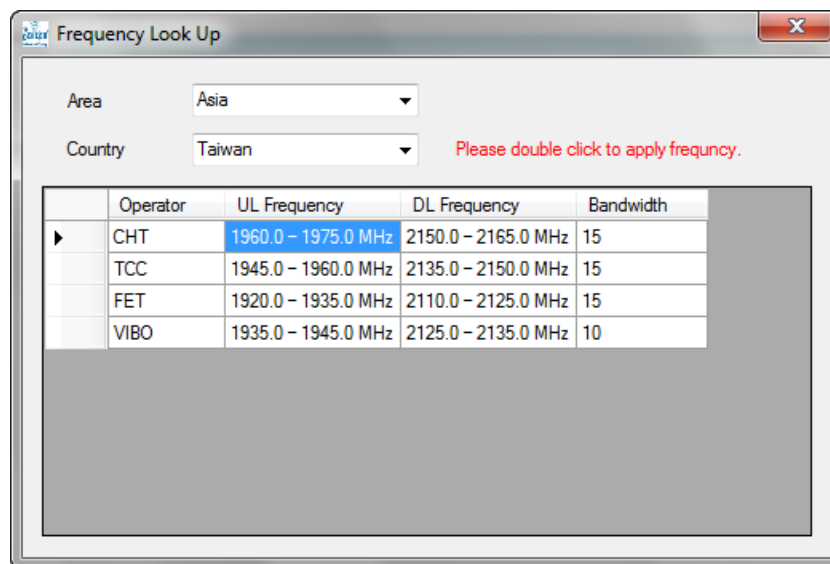 Frequency Look Up
Area Asia
Country Taiwan Please double click to apply frequncy.
Operator UL Frequency DL Frequency Bandwidth
CHT 1960.0 – 1975.0 MHz 2150.0 – 2165.0 MHz 15
TCC 1945.0 – 1960.0 MHz 2135.0 – 2150.0 MHz 15
FET 1920.0 – 1935.0 MHz 2110.0 – 2125.0 MHz 15
VIBO 1935.0 – 1945.0 MHz 2125.0 – 2135.0 MHz 10